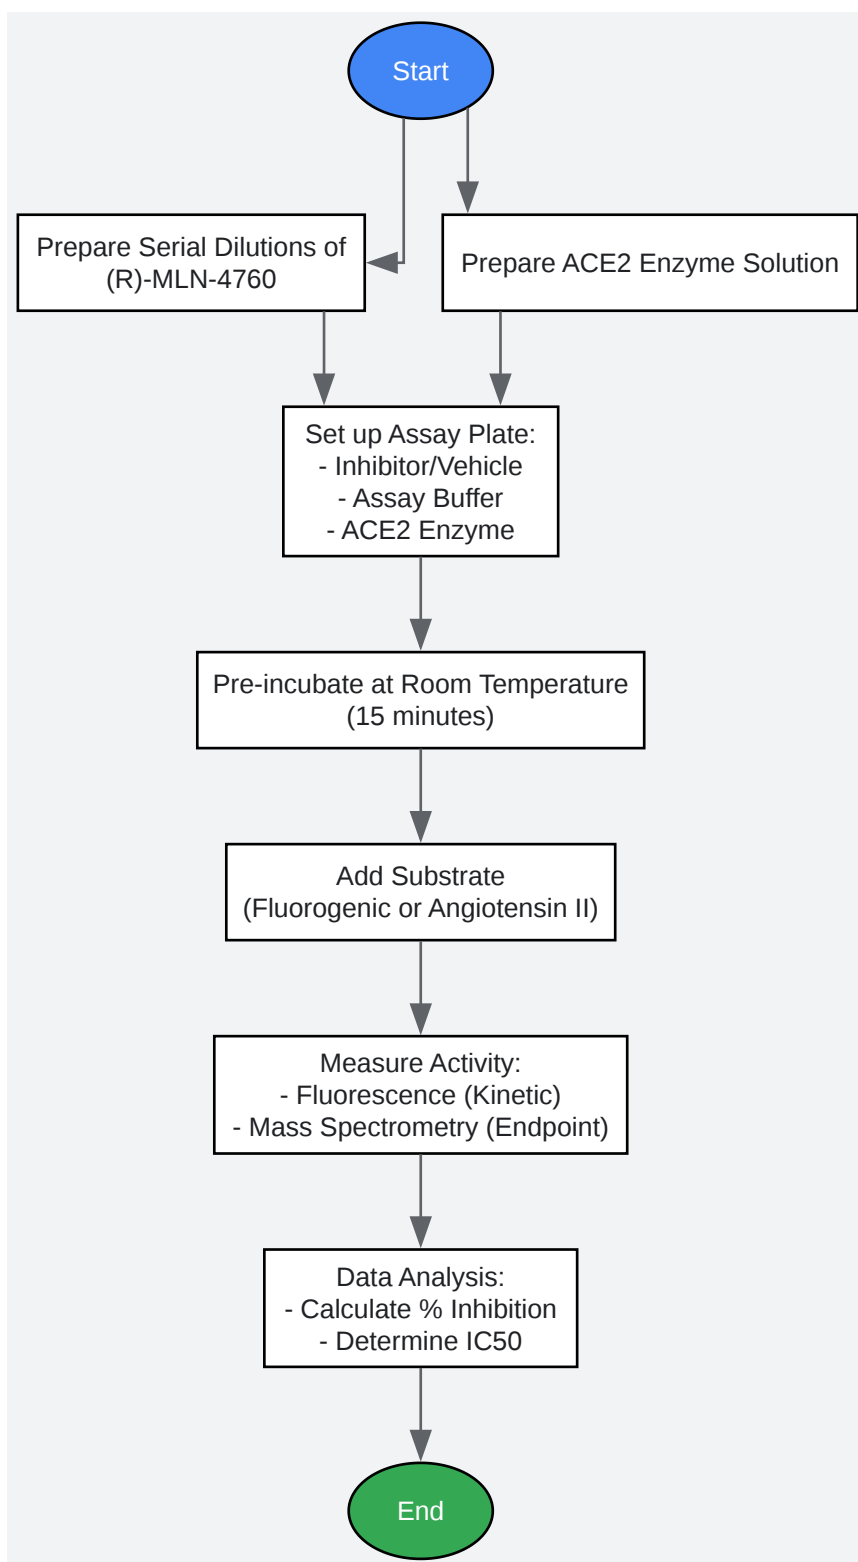 Start
Prepare Serial Dilutions of
(R)-MLN-4760
Prepare ACE2 Enzyme Solution
Set up Assay Plate:
- Inhibitor/Vehicle
- Assay Buffer
- ACE2 Enzyme
Pre-incubate at Room Temperature
(15 minutes)
Add Substrate
(Fluorogenic or Angiotensin II)
Measure Activity:
- Fluorescence (Kinetic)
- Mass Spectrometry (Endpoint)
Data Analysis:
- Calculate % Inhibition
- Determine IC50
End